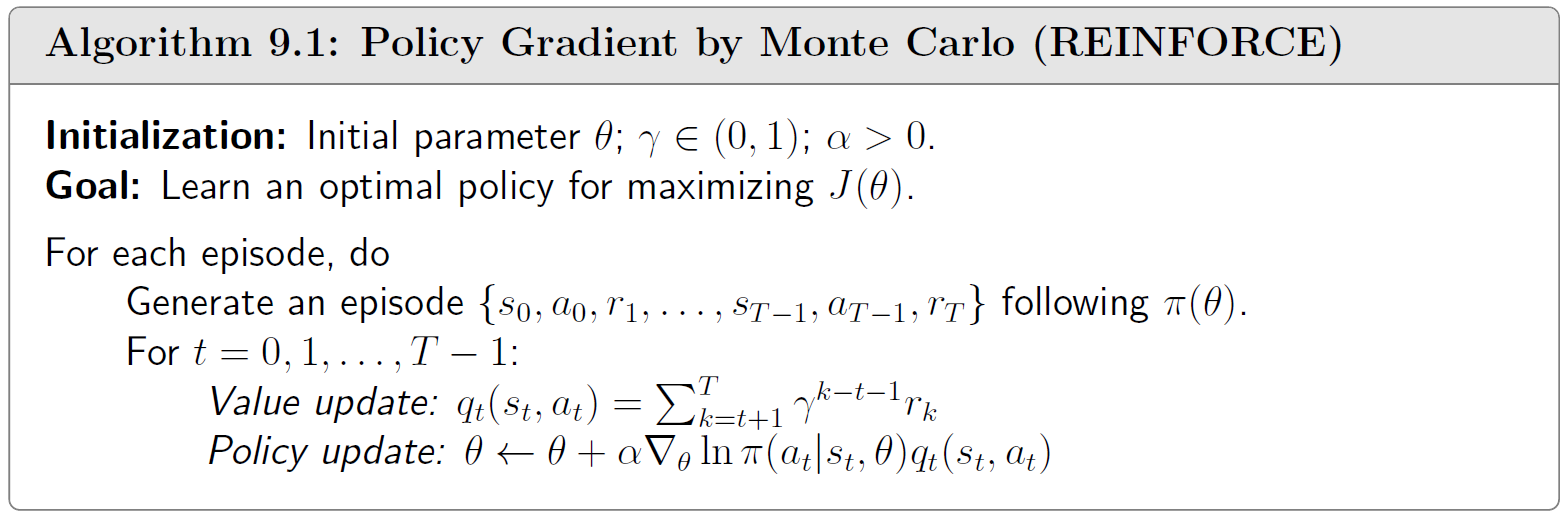 Algorithm 9.1: Policy Gradient by Monte Carlo (REINFORCE)
Initialization: Initial parameter θ; γ ∈ (0, 1); α > 0.
Goal: Learn an optimal policy for maximizing J(θ).
For each episode, do
Generate an episode {s_0, a_0, r_1, . . . , s_{T−1}, a_{T−1}, r_T} following π(θ).
For t = 0, 1, . . . , T − 1:
Value update: q_t(s_t, a_t) = ∑_{k=t+1}^{T} γ^{k−t−1} r_k
Policy update: θ ← θ + α∇_θ ln π(a_t|s_t, θ)q_t(s_t, a_t)